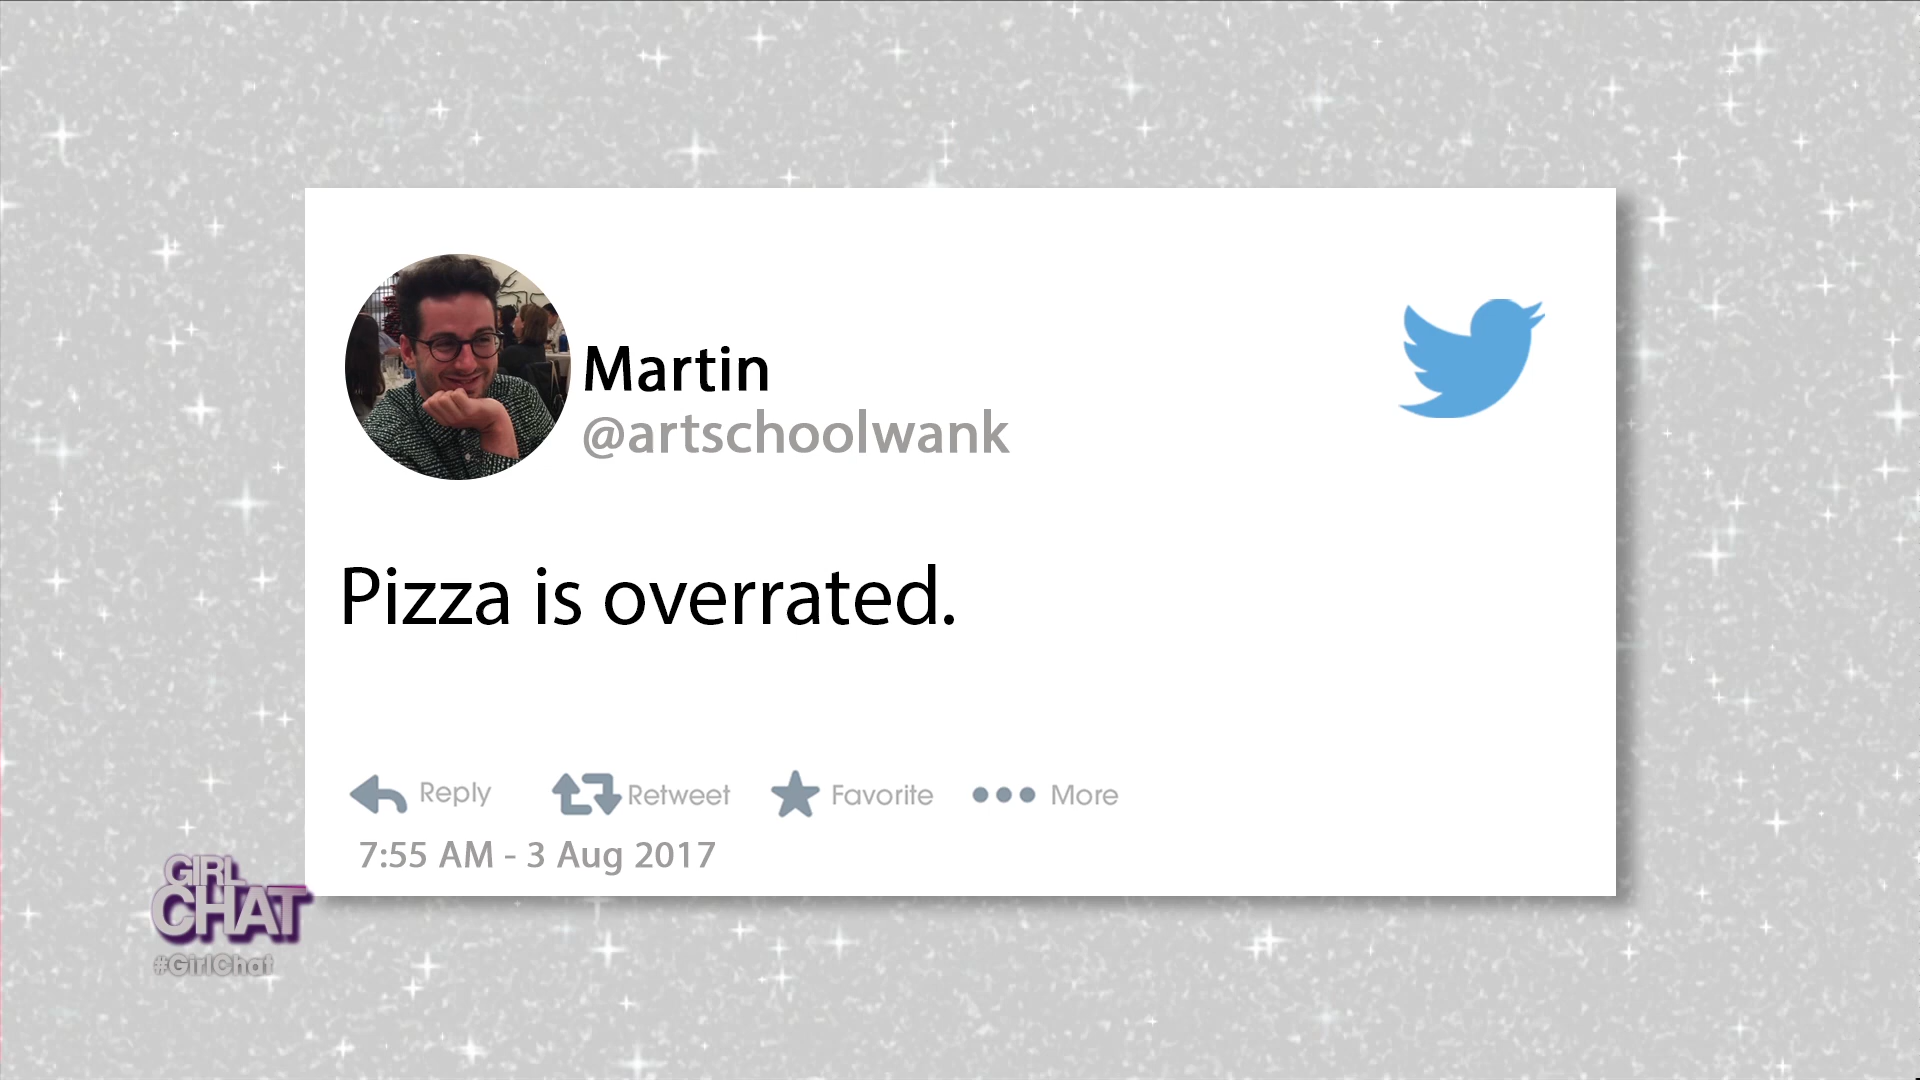 Martin
@artschoolwank
Pizza is overrated.
Reply Retweet Favorite More
7:55 AM - 3 Aug 2017
GIRL
CHAT
#GirlChat